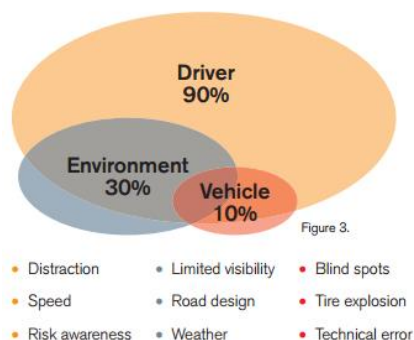 Driver
90%
Environment
30%
Vehicle
10%
Figure 3.
• Distraction
• Limited visibility
• Blind spots
• Speed
• Road design
• Tire explosion
• Risk awareness
• Weather
• Technical error